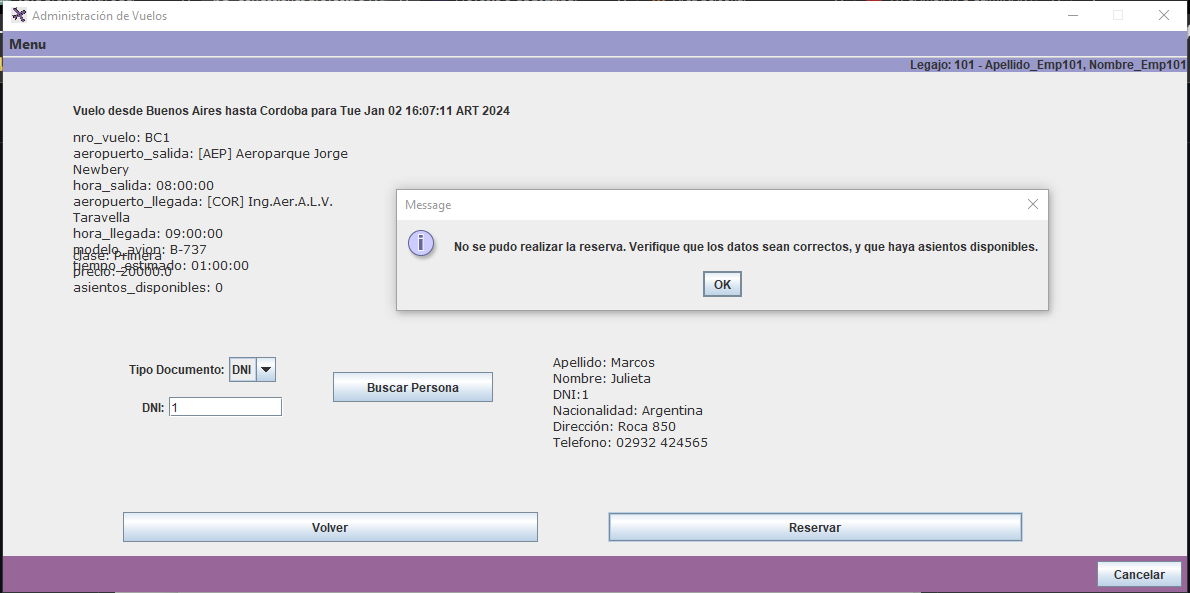 Administración de Vuelos
Menu
Legajo: 101 - Apellido_Emp101, Nombre_Emp101
Vuelo desde Buenos Aires hasta Cordoba para Tue Jan 02 16:07:11 ART 2024
nro_vuelo: BC1
aeropuerto_salida: [AEP] Aeroparque Jorge
Newbery
hora_salida: 08:00:00
aeropuerto_llegada: [COR] Ing.Aer.A.L.V.
Taravella
hora_llegada: 09:00:00
modelo_avion: B-737
clase: Primera
tiempo_estimado: 01:00:00
precio: 20000.0
asientos_disponibles: 0
Message
No se pudo realizar la reserva. Verifique que los datos sean correctos, y que haya asientos disponibles.
OK
Tipo Documento: DNI
DNI: 1
Buscar Persona
Apellido: Marcos
Nombre: Julieta
DNI:1
Nacionalidad: Argentina
Dirección: Roca 850
Telefono: 02932 424565
Volver
Reservar
Cancelar